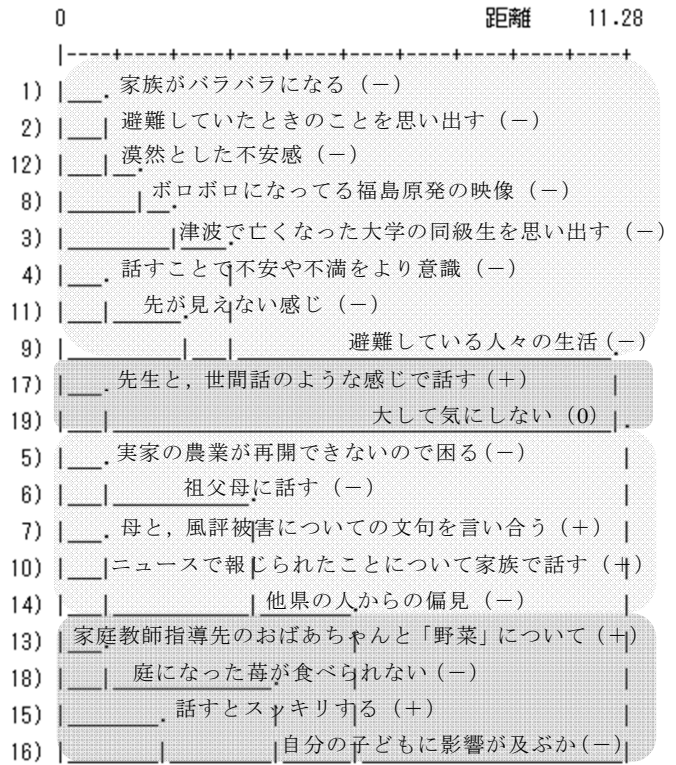 0 距離 11.28
|----+----+----+----+----+----+----+----+----+----+
1) 家族がバラバラになる（－）
2) 避難していたときのことを思い出す（－）
12) 漠然とした不安感（－）
8) ボロボロになってる福島原発の映像（－）
3) 津波で亡くなった大学の同級生を思い出す（－）
4) 話すことで不安や不満をより意識（－）
11) 先が見えない感じ（－）
9) 避難している人々の生活（－）
17) 先生と，世間話のような感じで話す（＋）
19) 大して気にしない（0）
5) 実家の農業が再開できないので困る（－）
6) 祖父母に話す（－）
7) 母と，風評被害についての文句を言い合う（＋）
10) ニュースで報じられたことについて家族で話す（＋）
14) 他県の人からの偏見（－）
13) 家庭教師指導先のおばあちゃんと「野菜」について（＋）
18) 庭になった苺が食べられない（－）
15) 話すとスッキリする（＋）
16) 自分の子どもに影響が及ぶか（－）